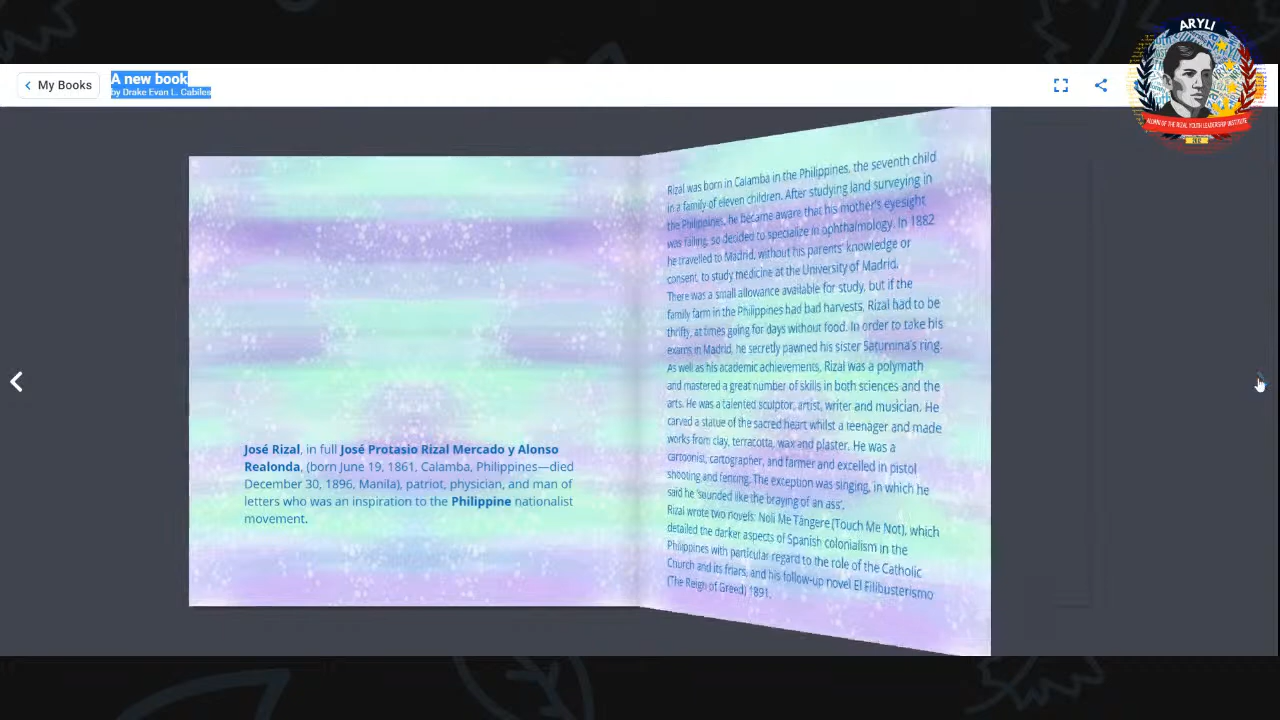 ARYLI
My Books
A new book
by Drake Evan L. Cabiles
ALUMNI OF THE RIZAL YOUTH LEADERSHIP INSTITUTE
José Rizal, in full José Protasio Rizal Mercado y Alonso
Realonda, (born June 19, 1861, Calamba, Philippines—died
December 30, 1896, Manila), patriot, physician, and man of
letters who was an inspiration to the Philippine nationalist
movement.
Rizal was born in Calamba in the Philippines, the seventh child
in a family of eleven children. After studying land surveying in
the Philippines, he became aware that his mother's eyesight
was failing, so decided to specialize in ophthalmology. In 1882
he travelled to Madrid, without his parents' knowledge or
consent, to study medicine at the University of Madrid.
There was a small allowance available for study, but if the
family farm in the Philippines had bad harvests, Rizal had to be
thrifty, at times going for days without food. In order to take his
exams in Madrid, he secretly pawned his sister Saturnina's ring.
As well as his academic achievements, Rizal was a polymath
and mastered a great number of skills in both sciences and the
arts. He was a talented sculptor, artist, writer and musician. He
carved a statue of the sacred heart whilst a teenager and made
works from clay, terracotta, wax and plaster. He was a
cartoonist, cartographer, and farmer and excelled in pistol
shooting and fencing. The exception was singing, in which he
said he 'sounded like the braying of an ass'.
Rizal wrote two novels: Noli Me Tángere (Touch Me Not), which
detailed the darker aspects of Spanish colonialism in the
Philippines with particular regard to the role of the Catholic
Church and its friars, and his follow-up novel El Filibusterismo
(The Reign of Greed) 1891.